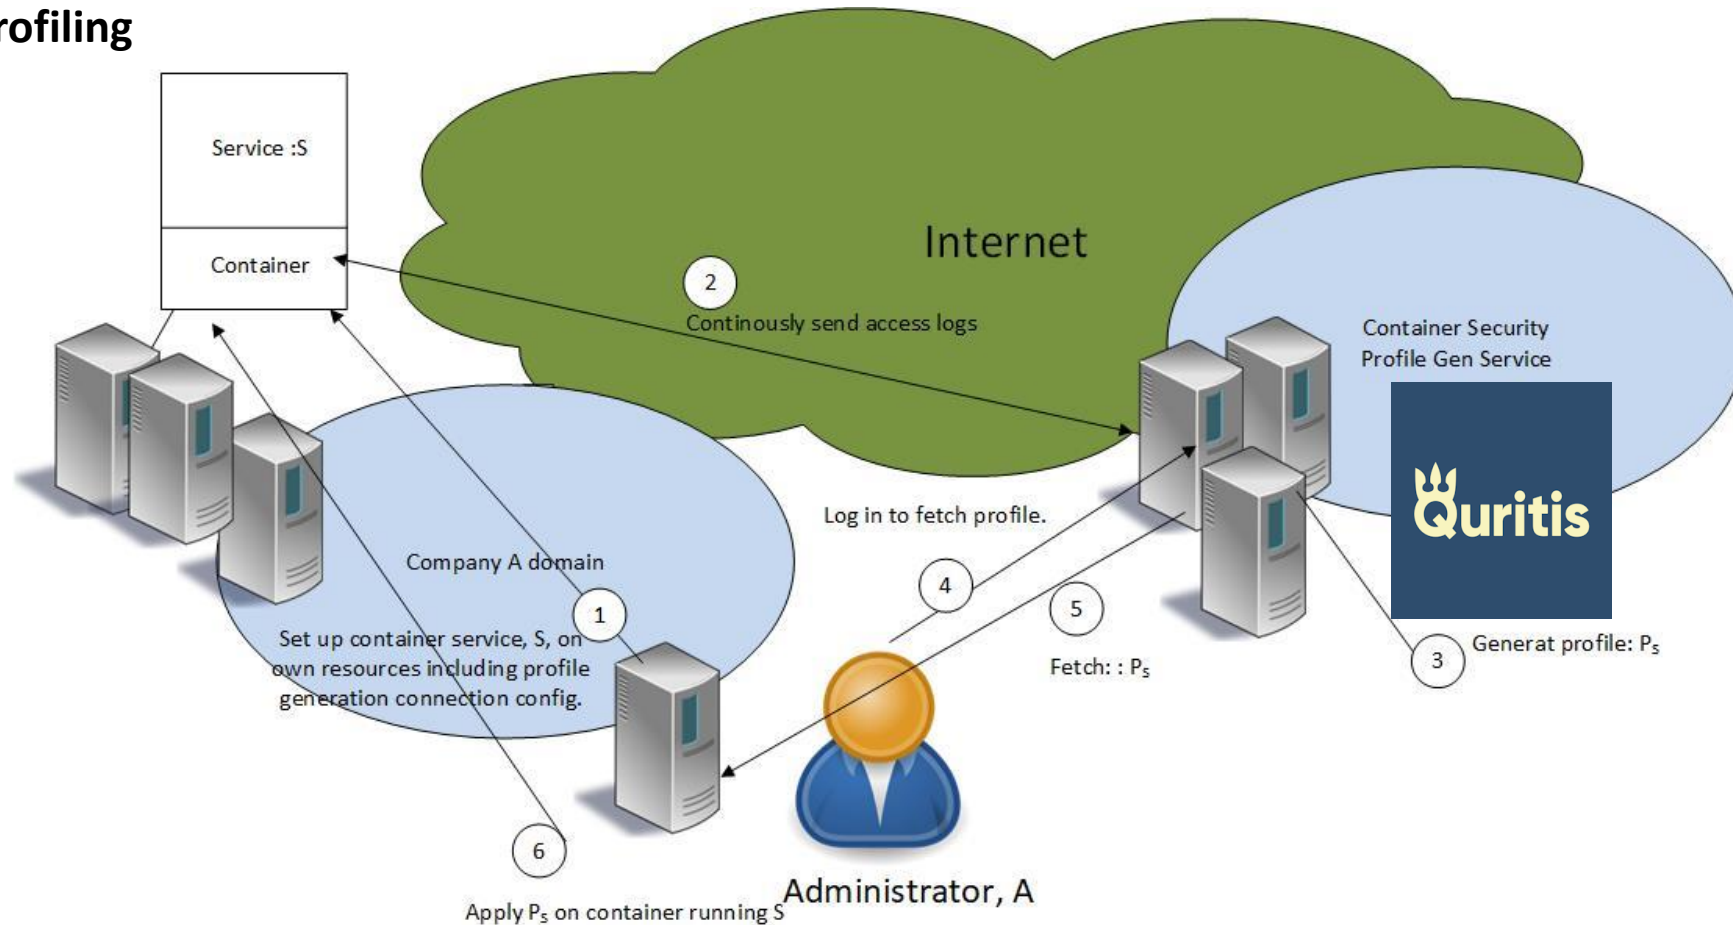 rofiling
Service :S
Container
Internet
2
Continously send access logs
Container Security
Profile Gen Service
Quritis
Log in to fetch profile.
Company A domain
4
5
1
Set up container service, S, on
own resources including profile
generation connection config.
Fetch: : Ps
3
Generat profile: Ps
6
Administrator, A
Apply Ps on container running S